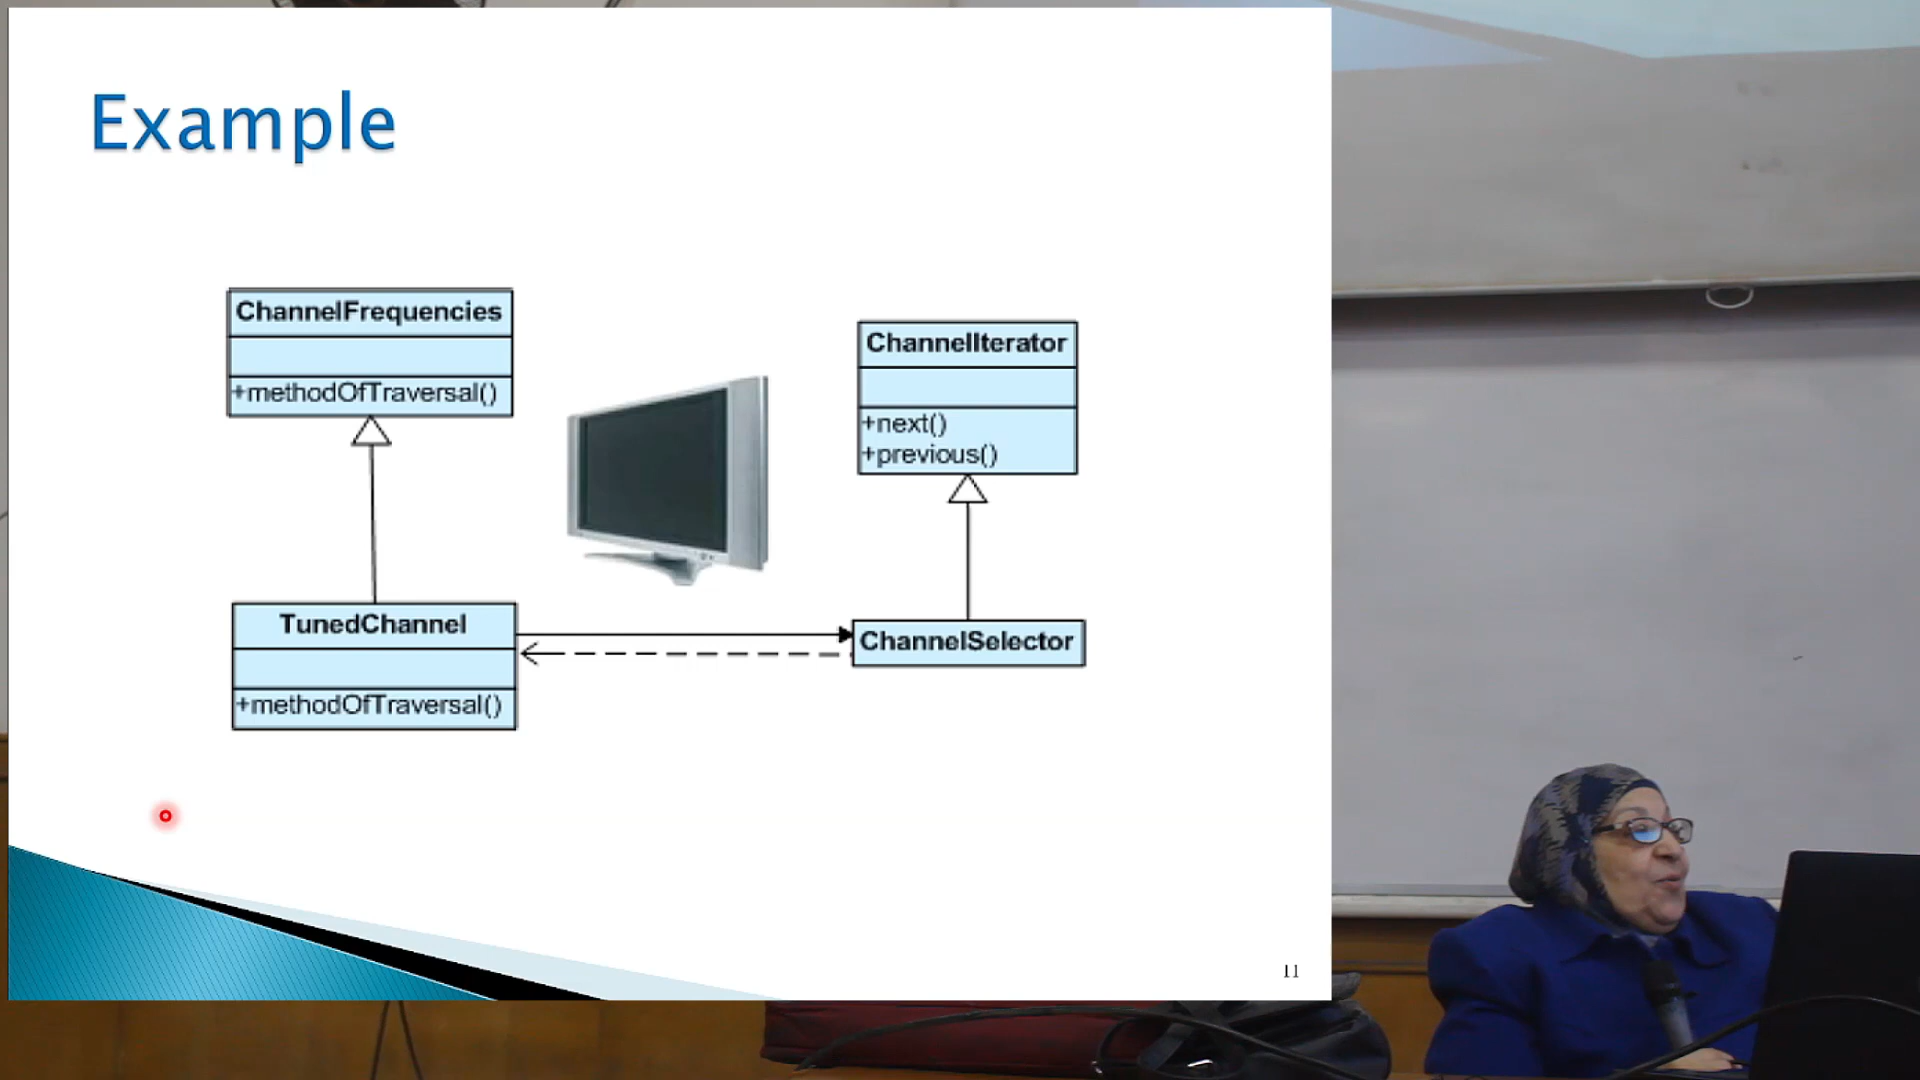 Example
ChannelFrequencies
+methodOfTraversal()
ChannelIterator
+next()
+previous()
TunedChannel
+methodOfTraversal()
ChannelSelector
11